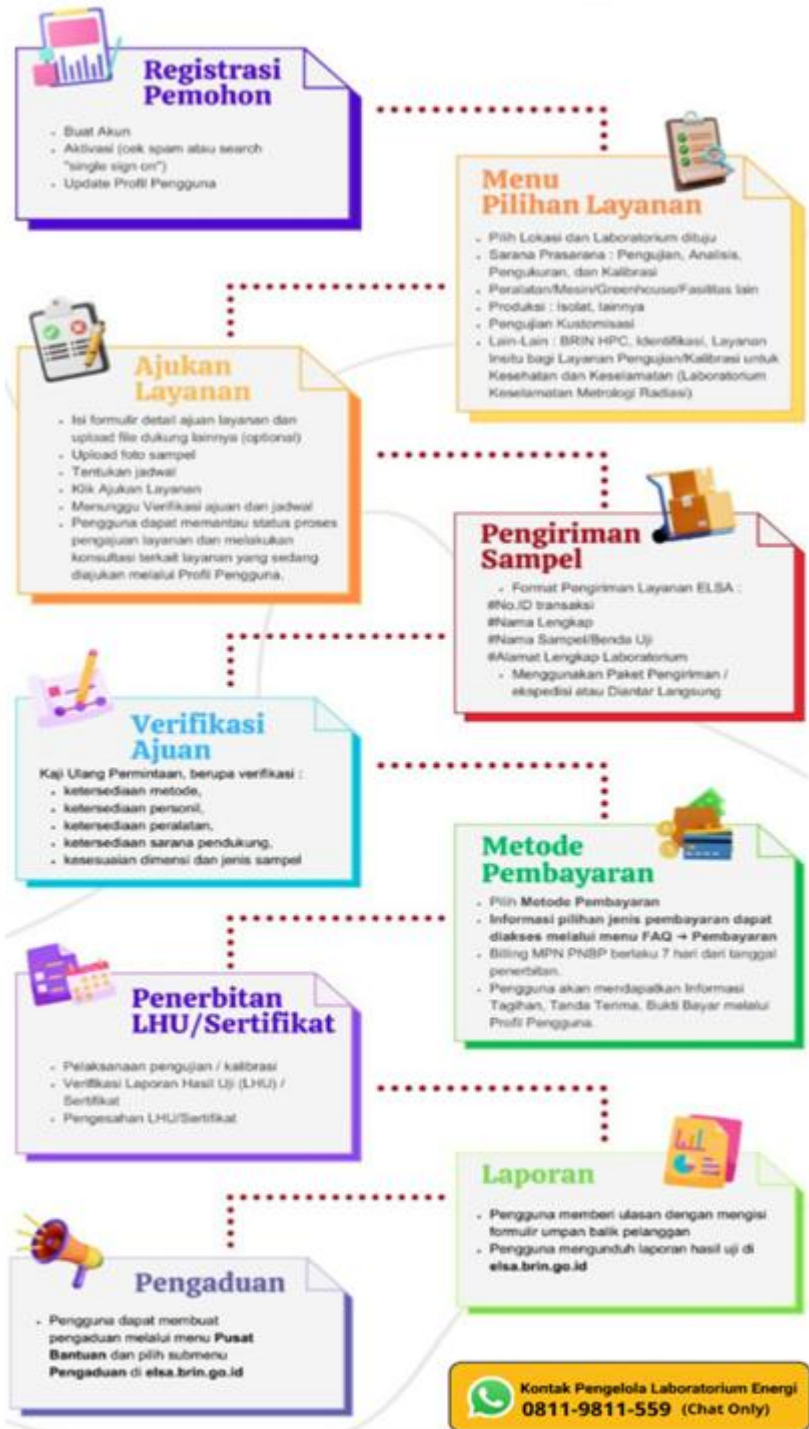 Registrasi
Pemohon
• Buat Akun
• Aktivasi (cek spam atau search
"single sign on")
• Update Profil Pengguna
Menu
Pilihan Layanan
• Pilih Lokasi dan Laboratorium dituju
• Sarana Prasarana : Pengujian, Analisis,
Pengukuran, dan Kalibrasi
• Peralatan/Mesin/Greenhouse/Fasilitas lain
• Produksi : Isolat, lainnya
• Pengujian Kustomisasi
• Lain-Lain : BRIN HPC, Identifikasi, Layanan
Insitu bagi Layanan Pengujian/Kalibrasi untuk
Kesehatan dan Keselamatan (Laboratorium
Keselamatan Metrologi Radiasi)
Ajukan
Layanan
• Isi formulir detail ajuan layanan dan
upload file dukung lainnya (optional)
• Upload foto sampel
• Tentukan jadwal
• Klik Ajukan Layanan
• Menunggu Verifikasi ajuan dan jadwal
• Pengguna dapat memantau status proses
pengajuan layanan dan melakukan
konsultasi terkait layanan yang sedang
diajukan melalui Profil Pengguna.
Pengiriman
Sampel
• Format Pengiriman Layanan ELSA :
#No.ID transaksi
#Nama Lengkap
#Nama Sampel/Benda Uji
#Alamat Lengkap Laboratorium
• Menggunakan Paket Pengiriman /
ekspedisi atau Diantar Langsung
Verifikasi
Ajuan
Kaji Ulang Permintaan, berupa verifikasi :
• ketersediaan metode,
• ketersediaan personil,
• ketersediaan peralatan,
• ketersediaan sarana pendukung,
• kesesuaian dimensi dan jenis sampel
Metode
Pembayaran
• Pilih Metode Pembayaran
• Informasi pilihan jenis pembayaran dapat
diakses melalui menu FAQ → Pembayaran
• Billing MPN PNBP berlaku 7 hari dari tanggal
penerbitan.
• Pengguna akan mendapatkan Informasi
Tagihan, Tanda Terima, Bukti Bayar melalui
Profil Pengguna.
Penerbitan
LHU/Sertifikat
• Pelaksanaan pengujian / kalibrasi
• Verifikasi Laporan Hasil Uji (LHU) /
Sertifikat
• Pengesahan LHU/Sertifikat
Laporan
• Pengguna memberi ulasan dengan mengisi
formulir umpan balik pelanggan
• Pengguna mengunduh laporan hasil uji di
elsa.brin.go.id
Pengaduan
• Pengguna dapat membuat
pengaduan melalui menu Pusat
Bantuan dan pilih submenu
Pengaduan di elsa.brin.go.id
Kontak Pengelola Laboratorium Energi
0811-9811-559 (Chat Only)